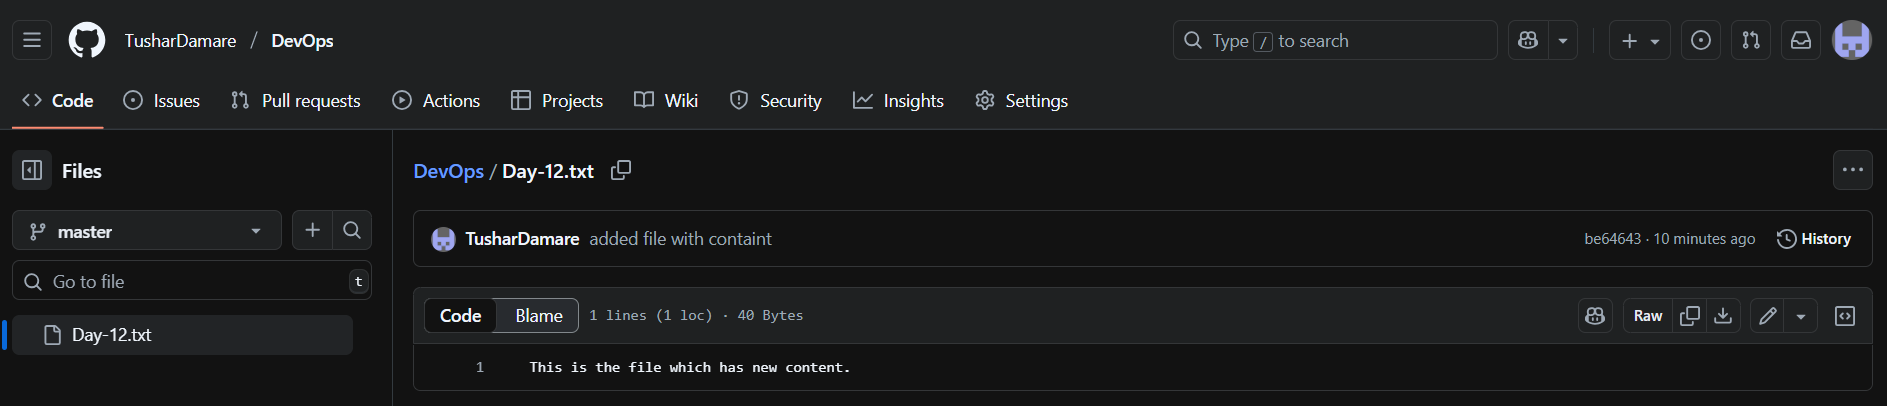 TusharDamare / DevOps
Type / to search
Code Issues Pull requests Actions Projects Wiki Security Insights Settings
Files
master
Go to file t
Day-12.txt
DevOps / Day-12.txt
TusharDamare added file with containt be64643 · 10 minutes ago History
Code Blame 1 lines (1 loc) · 40 Bytes Raw
1 This is the file which has new content.